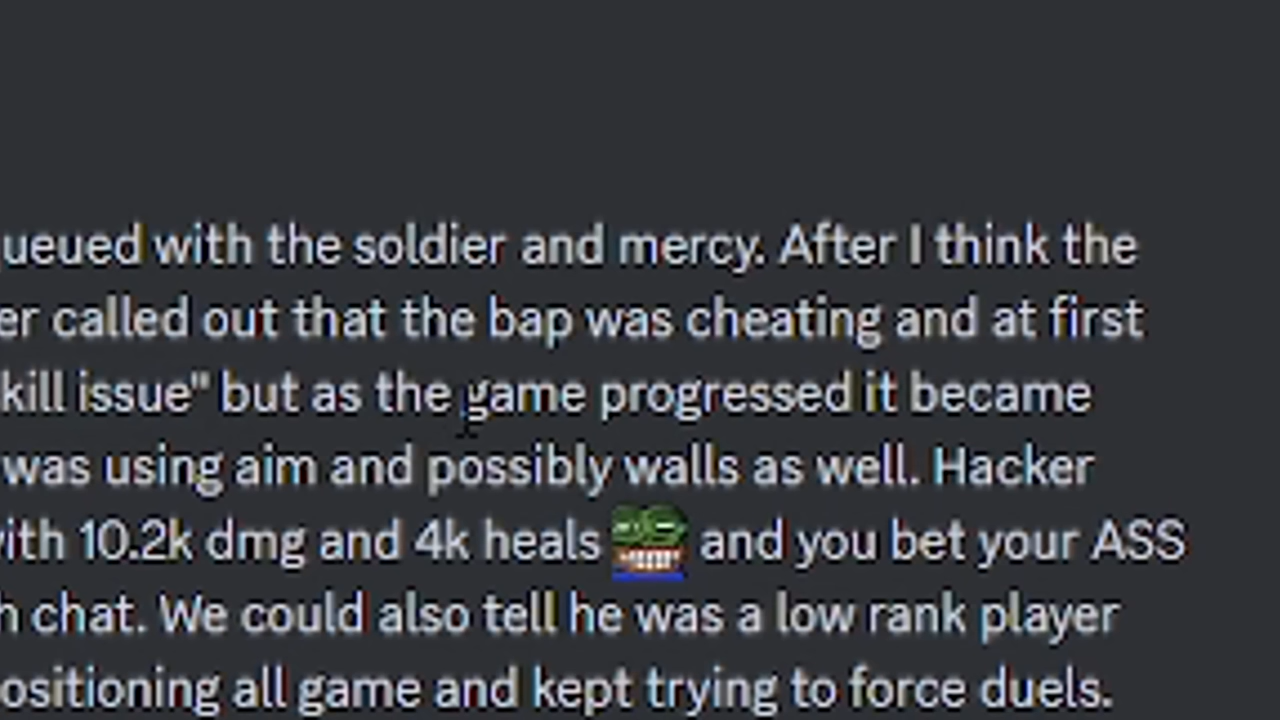 ueued with the soldier and mercy. After I think the
er called out that the bap was cheating and at first
kill issue" but as the game progressed it became
was using aim and possibly walls as well. Hacker
ith 10.2k dmg and 4k heals and you bet your ASS
h chat. We could also tell he was a low rank player
ositioning all game and kept trying to force duels.